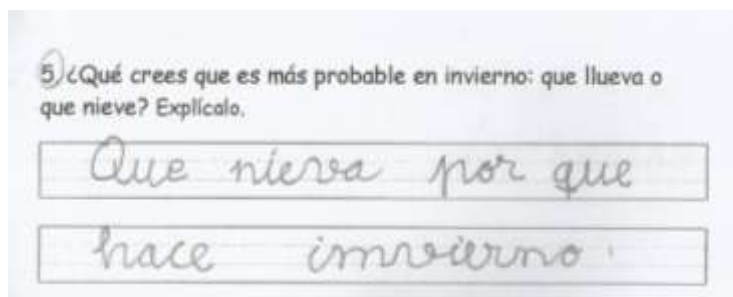 5) ¿Qué crees que es más probable en invierno: que llueva o
que nieve? Explícalo.
Que nieva por que
hace imvierno.